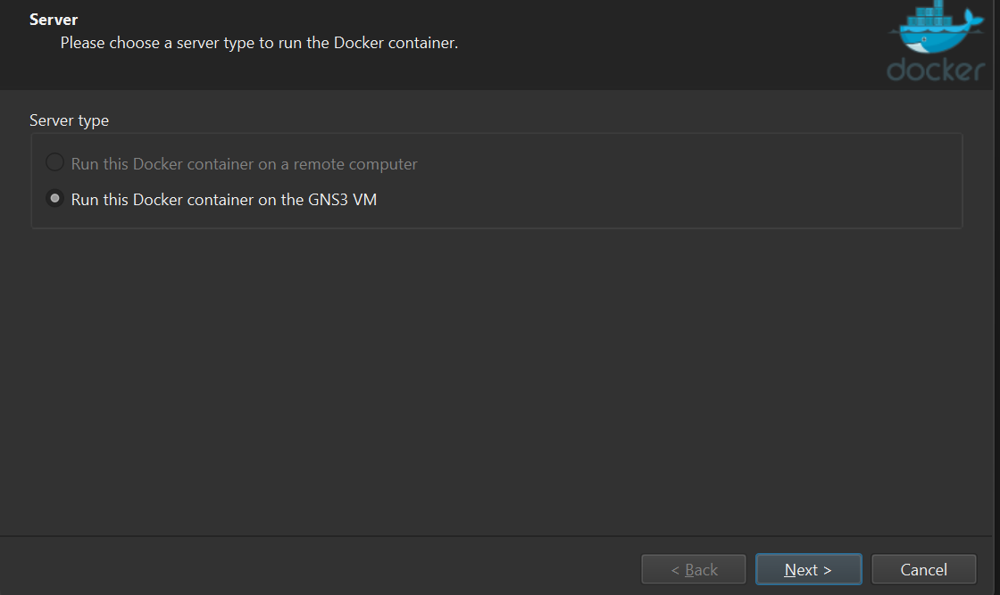 Server
Please choose a server type to run the Docker container.
docker
Server type
Run this Docker container on a remote computer
Run this Docker container on the GNS3 VM
< Back
Next >
Cancel